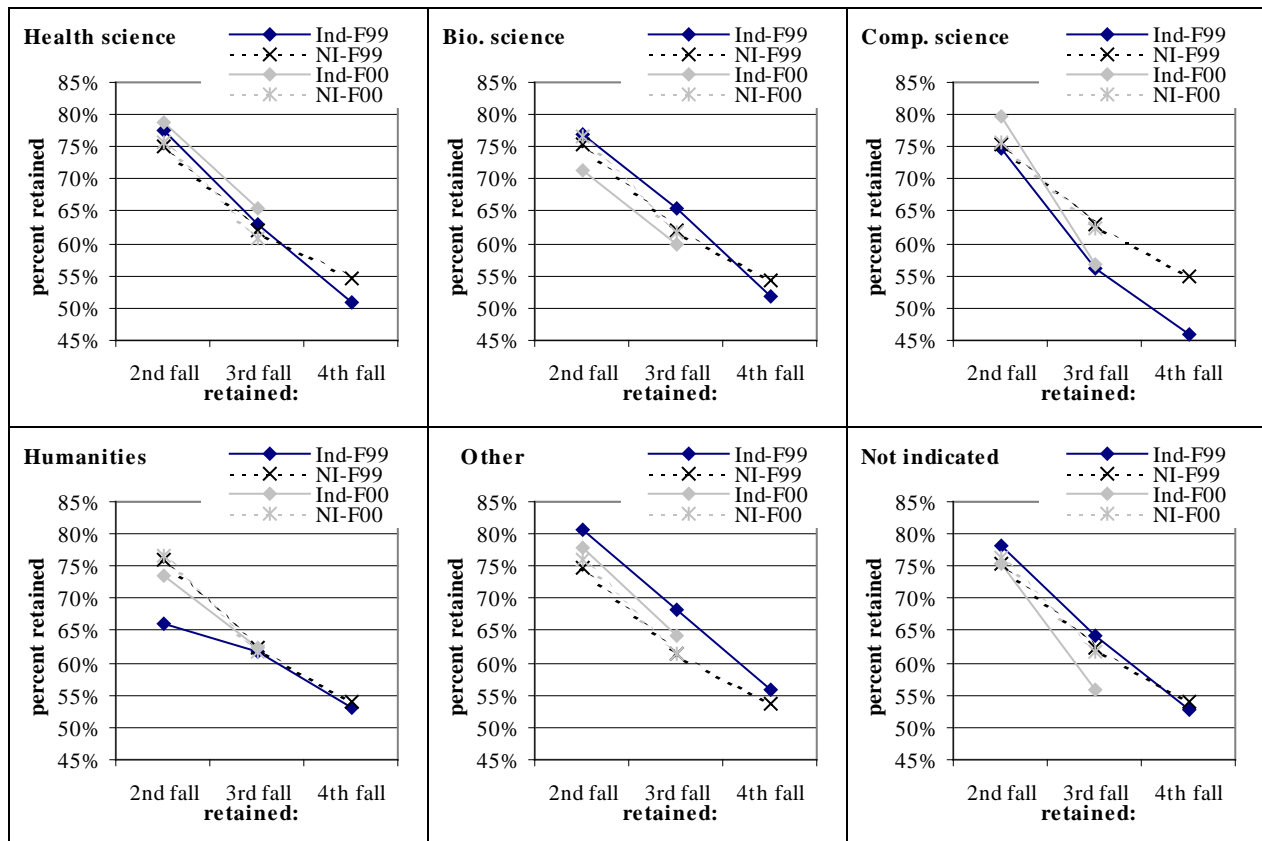 Health science
Ind-F99
NI-F99
Ind-F00
NI-F00
85%
80%
75%
70%
65%
60%
55%
50%
45%
percent retained
2nd fall 3rd fall 4th fall
retained:
Bio. science
Ind-F99
NI-F99
Ind-F00
NI-F00
85%
80%
75%
70%
65%
60%
55%
50%
45%
percent retained
2nd fall 3rd fall 4th fall
retained:
Comp. science
Ind-F99
NI-F99
Ind-F00
NI-F00
85%
80%
75%
70%
65%
60%
55%
50%
45%
percent retained
2nd fall 3rd fall 4th fall
retained:
Humanities
Ind-F99
NI-F99
Ind-F00
NI-F00
85%
80%
75%
70%
65%
60%
55%
50%
45%
percent retained
2nd fall 3rd fall 4th fall
retained:
Other
Ind-F99
NI-F99
Ind-F00
NI-F00
85%
80%
75%
70%
65%
60%
55%
50%
45%
percent retained
2nd fall 3rd fall 4th fall
retained:
Not indicated
Ind-F99
NI-F99
Ind-F00
NI-F00
85%
80%
75%
70%
65%
60%
55%
50%
45%
percent retained
2nd fall 3rd fall 4th fall
retained: